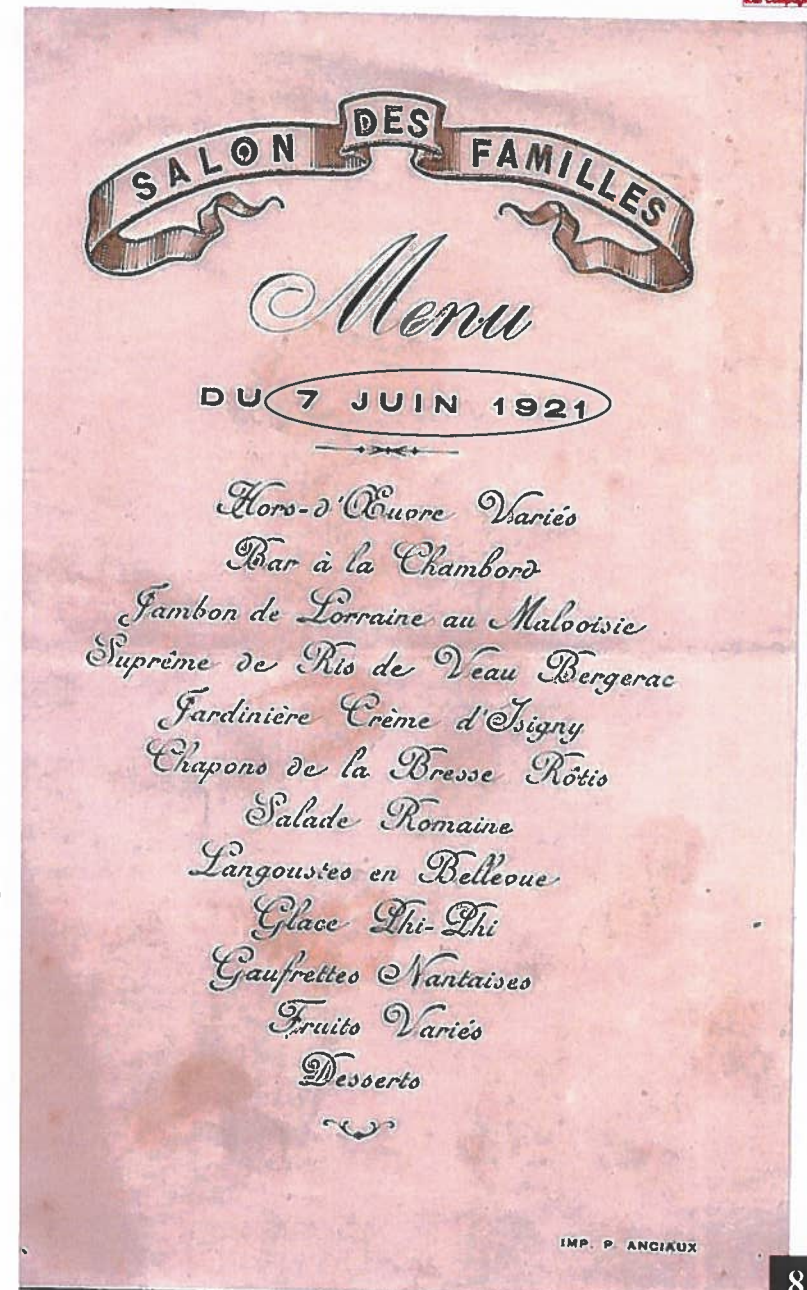 SALON DES FAMILLES
Menu
DU 7 JUIN 1921
Hors-d'Œuvre Variés
Bar à la Chambord
Jambon de Lorraine au Malvoisie
Suprême de Ris de Veau Bergerac
Jardinière Crème d'Isigny
Chapons de la Bresse Rôtis
Salade Romaine
Langoustes en Bellevue
Glace Phi-Phi
Gaufrettes Nantaises
Fruits Variés
Desserts
IMP. P. ANCIAUX
8